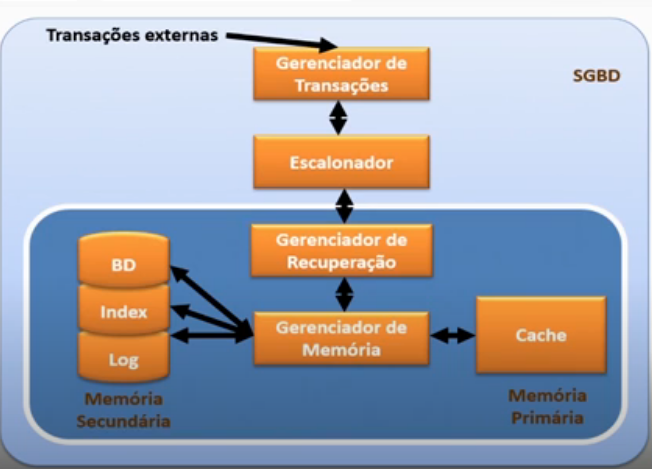 Transações externas
Gerenciador de
Transações
SGBD
Escalonador
Gerenciador de
Recuperação
BD
Index
Log
Gerenciador de
Memória
Cache
Memória
Secundária
Memória
Primária